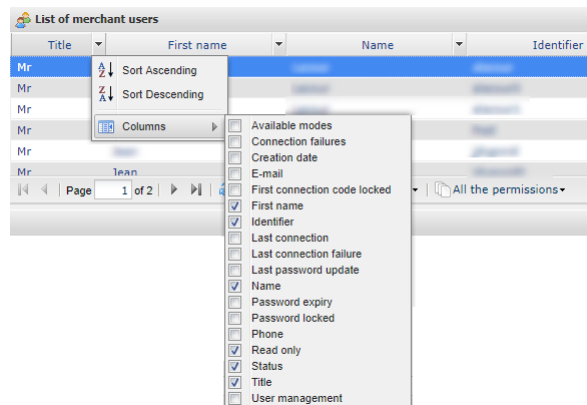 List of merchant users
Title First name Name Identifier
Mr
Mr
Mr
Mr
Mr
Mr Jean
Sort Ascending
Sort Descending
Columns
Available modes
Connection failures
Creation date
E-mail
First connection code locked
First name
Identifier
Last connection
Last connection failure
Last password update
Name
Password expiry
Password locked
Phone
Read only
Status
Title
User management
Page 1 of 2 All the permissions